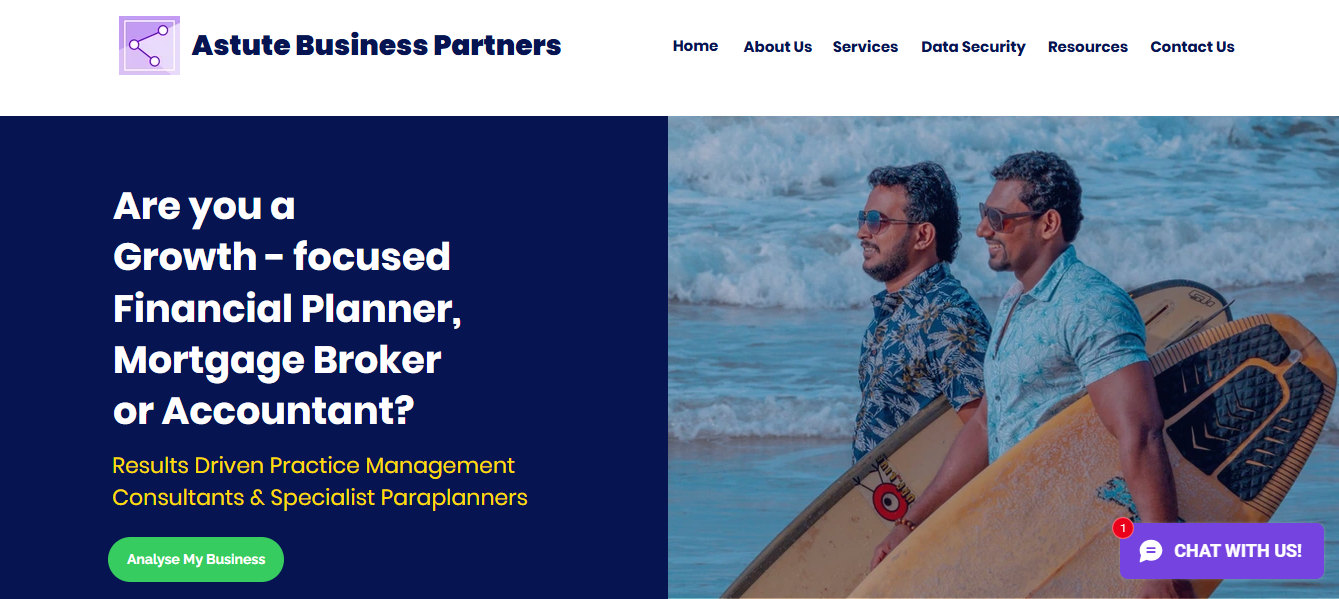 Astute Business Partners
Home About Us Services Data Security Resources Contact Us
Are you a
Growth - focused
Financial Planner,
Mortgage Broker
or Accountant?
Results Driven Practice Management
Consultants & Specialist Paraplanners
Analyse My Business
1
CHAT WITH US!